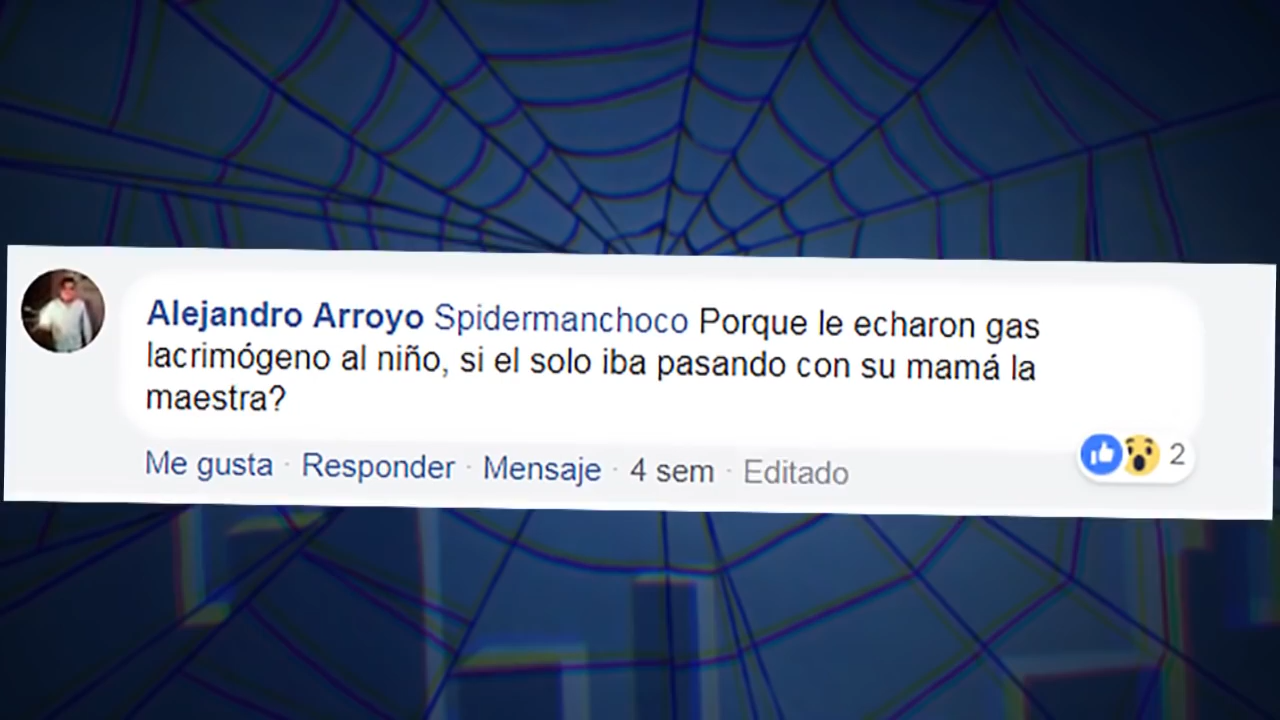 Alejandro Arroyo Spidermanchoco Porque le echaron gas
lacrimógeno al niño, si el solo iba pasando con su mamá la
maestra?
Me gusta · Responder · Mensaje · 4 sem · Editado
2